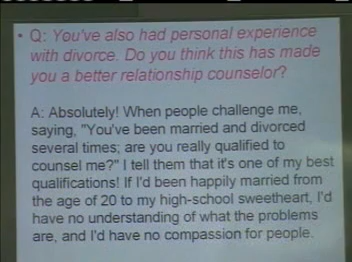 • Q: You've also had personal experience
with divorce. Do you think this has made
you a better relationship counselor?
A: Absolutely! When people challenge me,
saying, "You've been married and divorced
several times; are you really qualified to
counsel me?" I tell them that it's one of my best
qualifications! If I'd been happily married from
the age of 20 to my high-school sweetheart, I'd
have no understanding of what the problems
are, and I'd have no compassion for people.